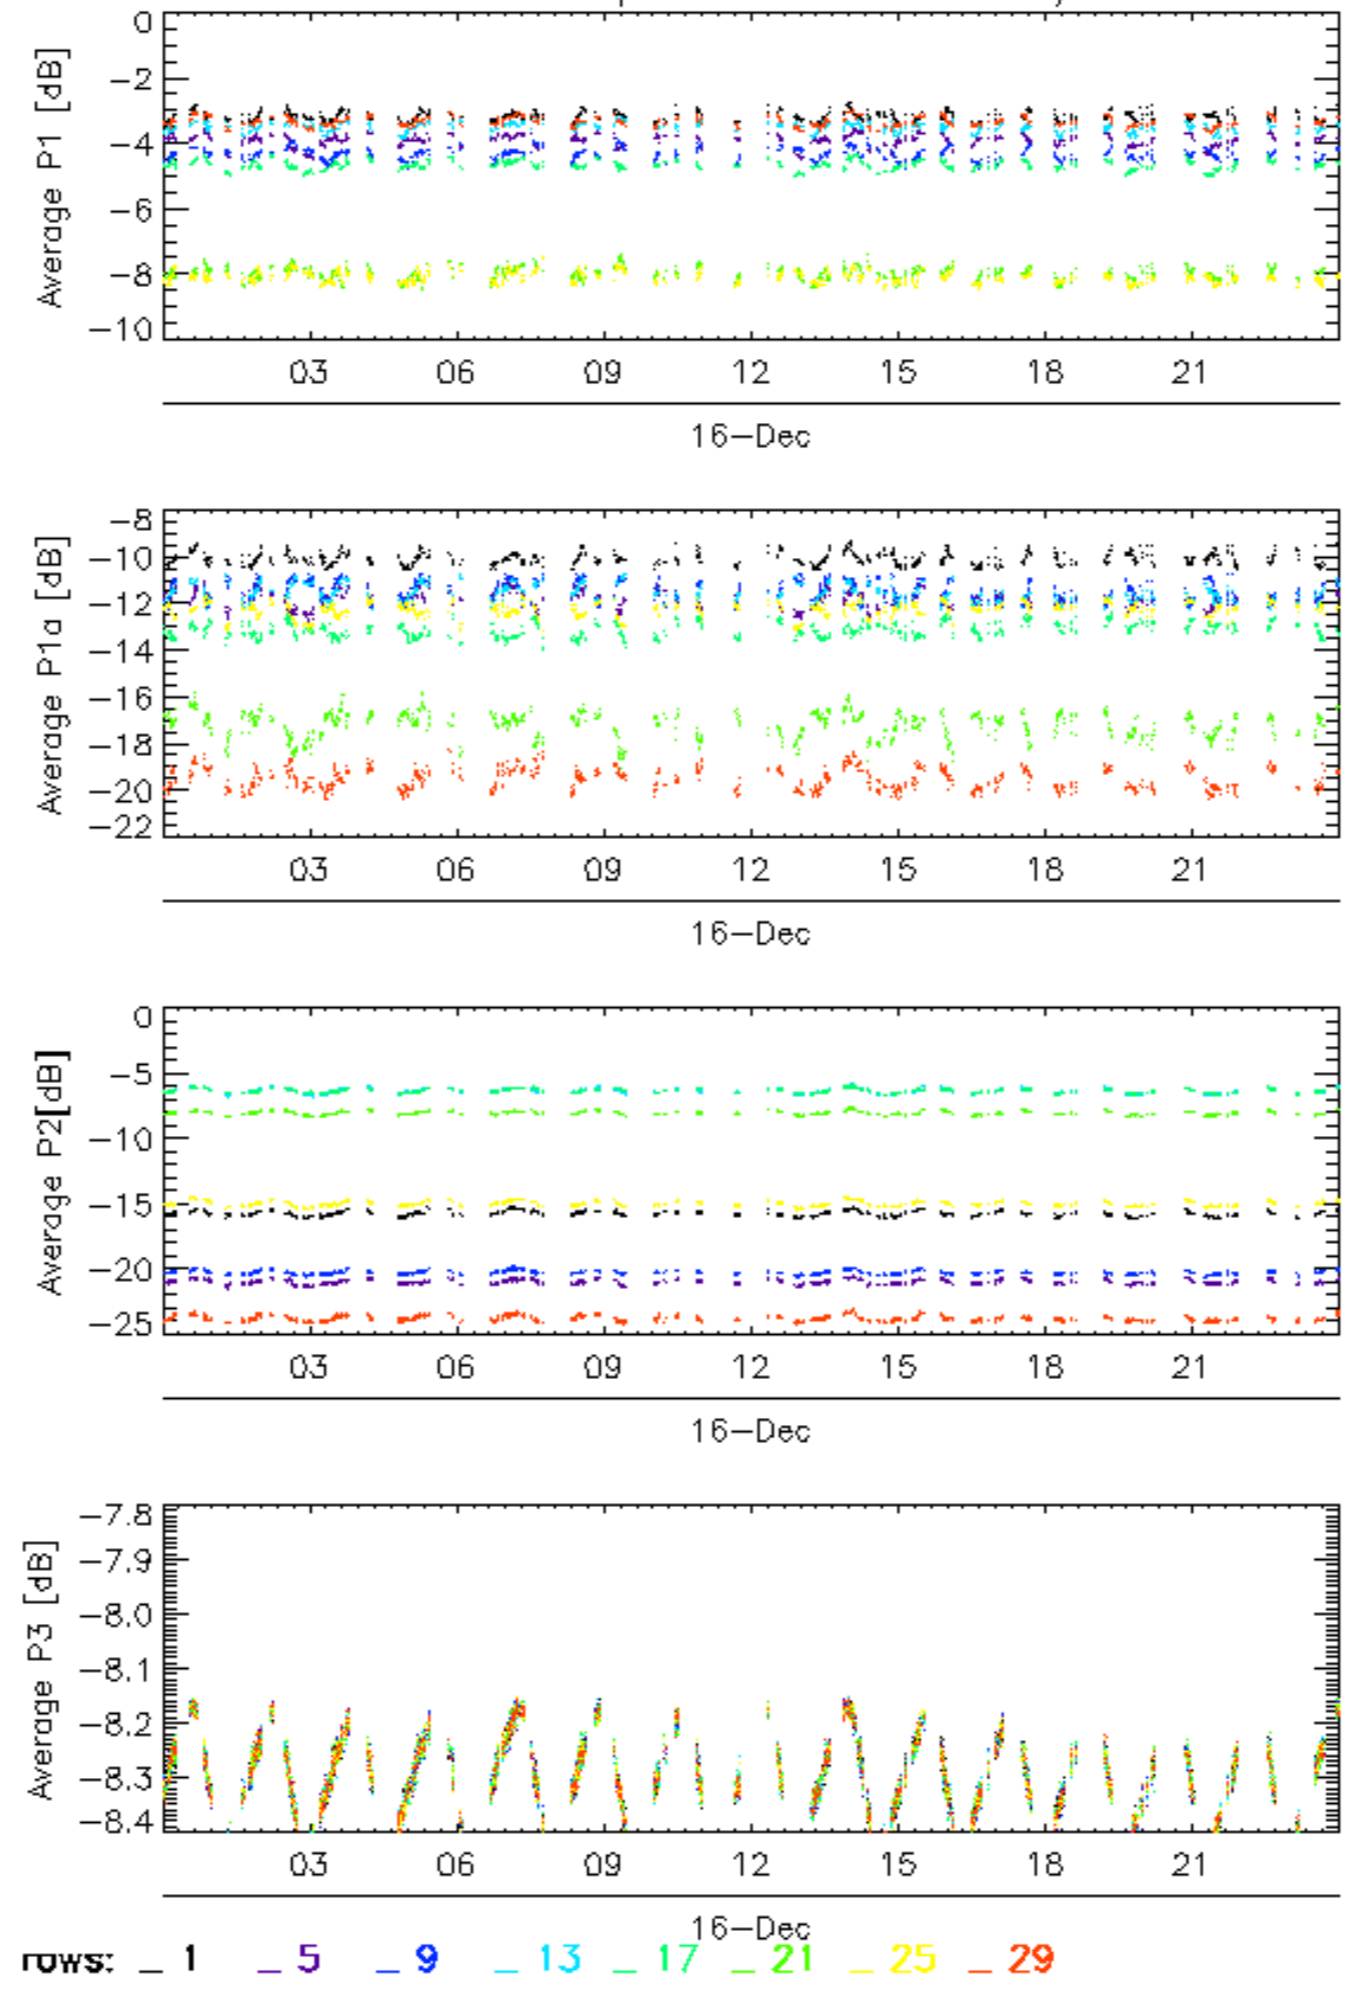 0
−2
−4
−6
−8
−10
Average P1 [dB]
03 06 09 12 15 18 21
16−Dec
−8
−10
−12
−14
−16
−18
−20
−22
Average P1a [dB]
03 06 09 12 15 18 21
16−Dec
0
−5
−10
−15
−20
−25
Average P2[dB]
03 06 09 12 15 18 21
16−Dec
−7.8
−7.9
−8.0
−8.1
−8.2
−8.3
−8.4
Average P3 [dB]
03 06 09 12 15 18 21
16−Dec
rows: _ 1 _ 5 _ 9 _ 13 _ 17 _ 21 _ 25 _ 29